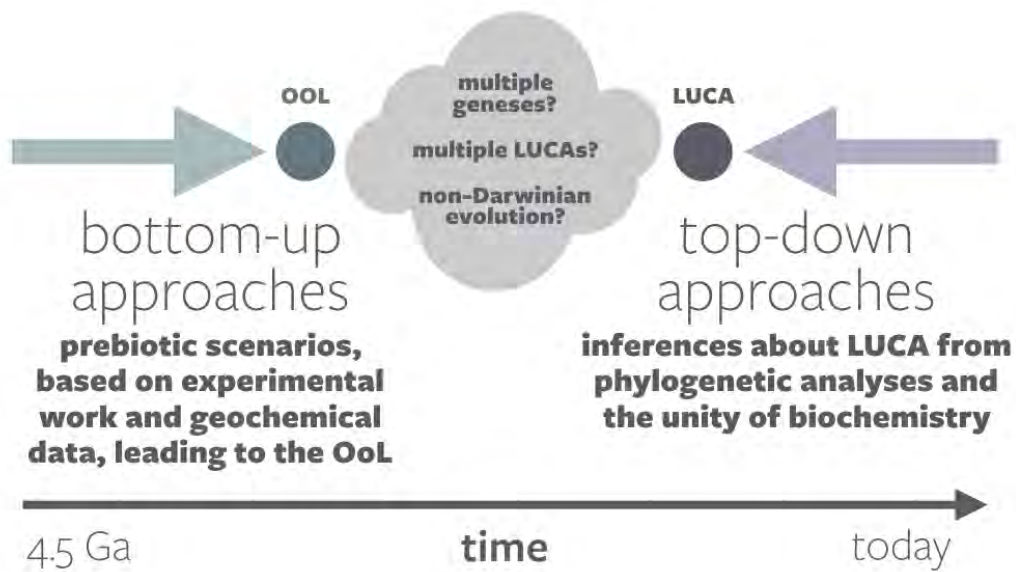 OOL
multiple
geneses?
multiple LUCAs?
non-Darwinian
evolution?
LUCA
bottom-up
approaches
prebiotic scenarios,
based on experimental
work and geochemical
data, leading to the OoL
top-down
approaches
inferences about LUCA from
phylogenetic analyses and
the unity of biochemistry
4.5 Ga
time
today